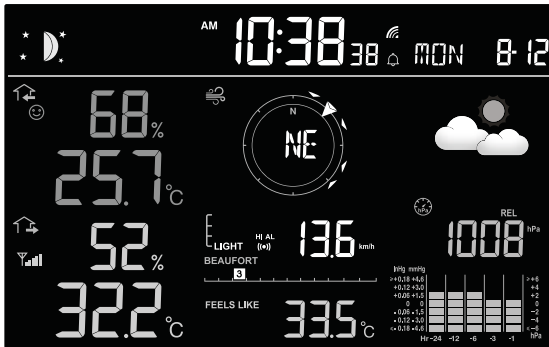 AM 10:38 38 MON 8-12
68%
25.7°C
N
NE
52%
32.2°C
LIGHT HI AL 13.6 km/h
BEAUFORT
3
FEELS LIKE 33.5°C
hPa
REL
1008 hPa
inHg mmHg
>+0.18 +4.6
+0.12 +3.0
+0.06 +1.5
0 0
-0.06 -1.5
-0.12 -3.0
<-0.18 -4.6
>+6
+4
+2
0
-2
-4
<-6
Hr-24 -12 -6 -3 -1 hPa